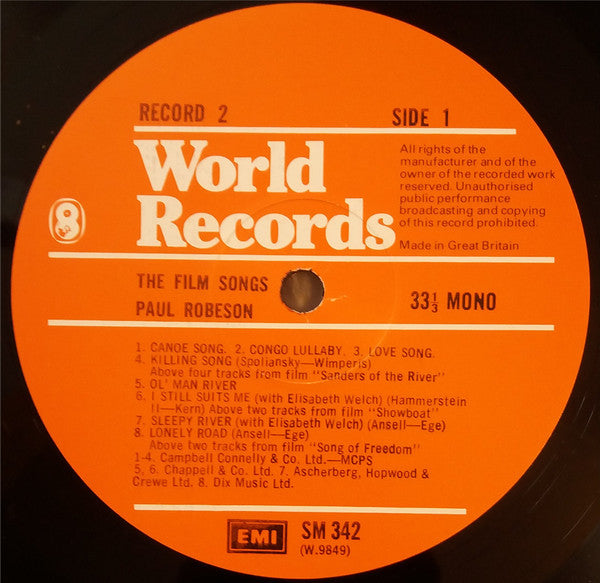 RECORD 2 SIDE 1
World
Records
All rights of the
manufacturer and of the
owner of the recorded work
reserved. Unauthorised
public performance
broadcasting and copying
of this record prohibited.
Made in Great Britain
8
THE FILM SONGS
PAUL ROBESON
33⅓ MONO
1. CANOE SONG. 2. CONGO LULLABY. 3. LOVE SONG.
4. KILLING SONG (Spoliansky—Wimperis)
Above four tracks from film "Sanders of the River"
5. OL' MAN RIVER
6. I STILL SUITS ME (with Elisabeth Welch) (Hammerstein
II—Kern) Above two tracks from film "Showboat"
7. SLEEPY RIVER (with Elisabeth Welch) (Ansell—Ege)
8. LONELY ROAD (Ansell—Ege)
Above two tracks from film "Song of Freedom"
1-4. Campbell Connelly & Co. Ltd.—MCPS
5, 6. Chappell & Co. Ltd. 7. Ascherberg, Hopwood &
Crewe Ltd. 8. Dix Music Ltd.
EMI SM 342
(W.9849)